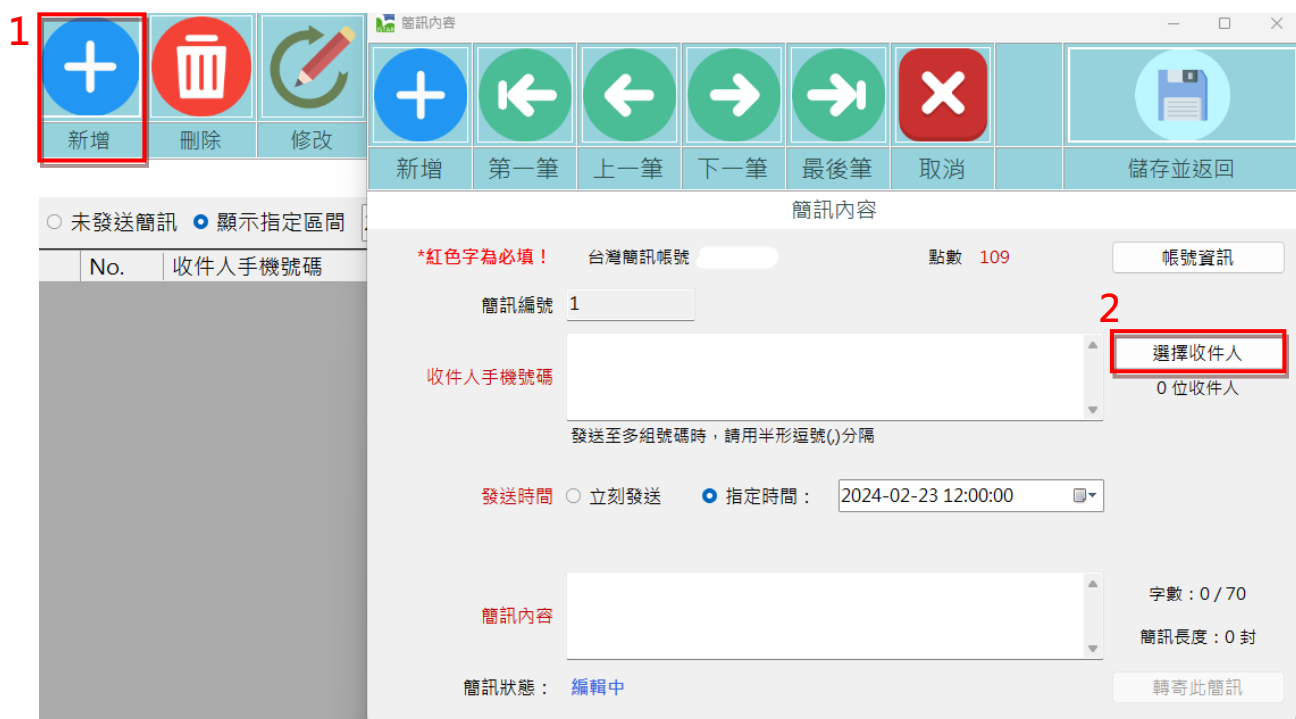 1
新增 刪除 修改
未發送簡訊 顯示指定區間
No. 收件人手機號碼
簡訊內容
新增 第一筆 上一筆 下一筆 最後筆 取消 儲存並返回
簡訊內容
*紅色字為必填！ 台灣簡訊帳號 點數 109 帳號資訊
簡訊編號 1
2
收件人手機號碼 選擇收件人
0 位收件人
發送至多組號碼時，請用半形逗號(,)分隔
發送時間 立刻發送 指定時間： 2024-02-23 12:00:00
簡訊內容 字數：0 / 70
簡訊長度：0 封
簡訊狀態： 編輯中 轉寄此簡訊